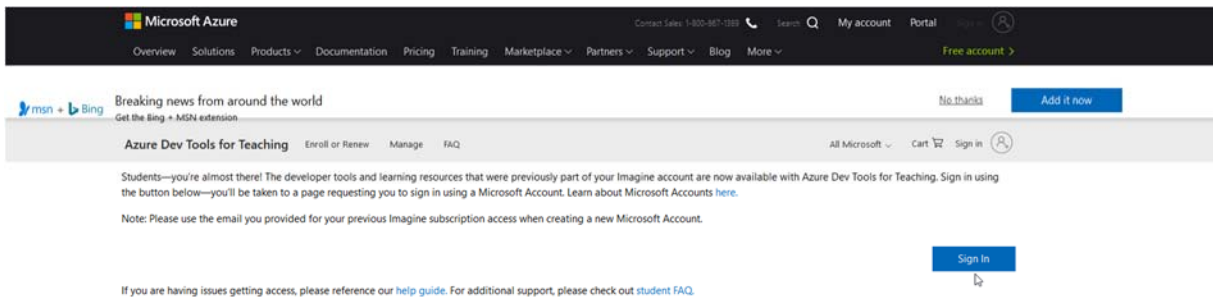 Microsoft Azure
Contact Sales: 1-800-867-1389 Search My account Portal
Overview Solutions Products Documentation Pricing Training Marketplace Partners Support Blog More Free account >
Breaking news from around the world
msn + Bing No thanks Add it now
Get the Bing + MSN extension
Azure Dev Tools for Teaching Enroll or Renew Manage FAQ All Microsoft Cart Sign in
Students—you're almost there! The developer tools and learning resources that were previously part of your Imagine account are now available with Azure Dev Tools for Teaching. Sign in using
the button below—you'll be taken to a page requesting you to sign in using a Microsoft Account. Learn about Microsoft Accounts here.
Note: Please use the email you provided for your previous Imagine subscription access when creating a new Microsoft Account.
Sign In
If you are having issues getting access, please reference our help guide. For additional support, please check out student FAQ.